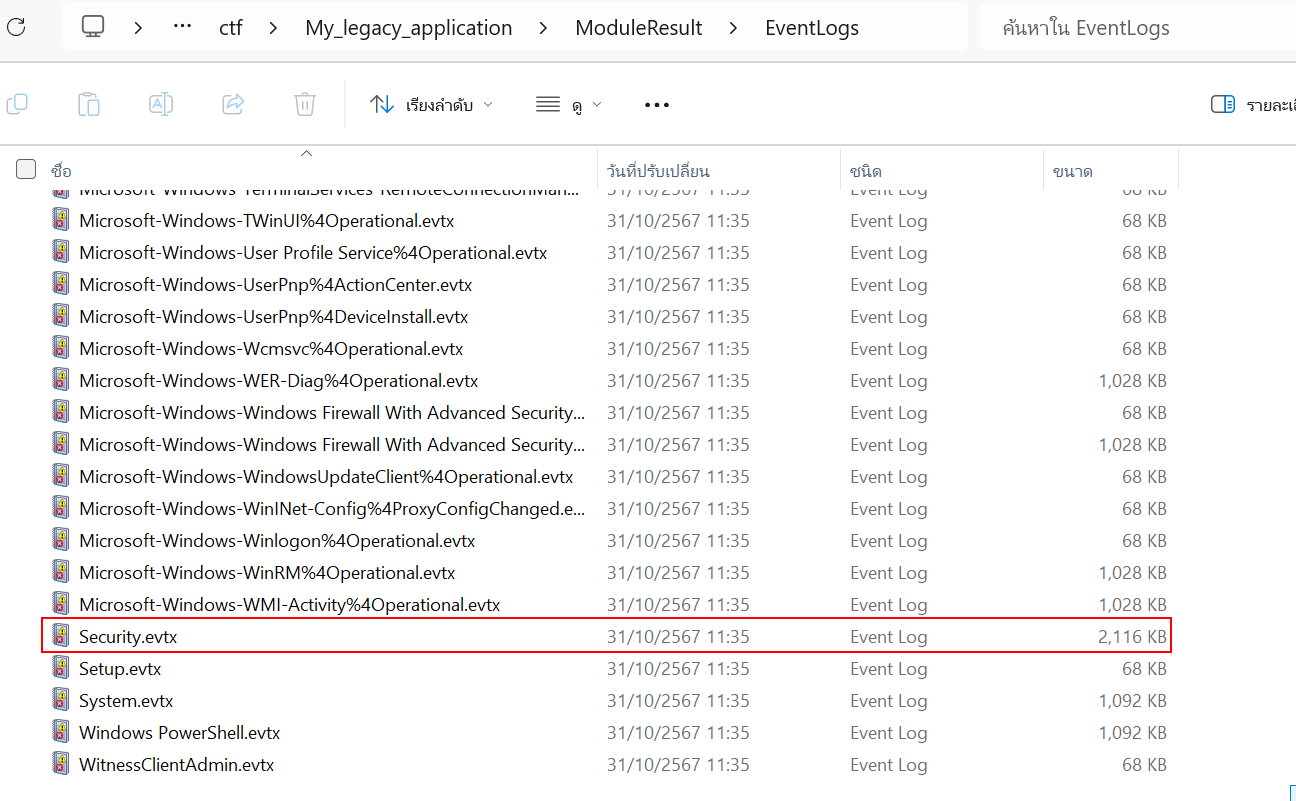 … ctf My_legacy_application ModuleResult EventLogs ค้นหาใน EventLogs
เรียงลำดับ ดู
ชื่อ วันที่ปรับเปลี่ยน ชนิด ขนาด
Microsoft-Windows-TerminalServices-RemoteConnectionMan... 31/10/2567 11:35 Event Log 68 KB
Microsoft-Windows-TWinUI%4Operational.evtx 31/10/2567 11:35 Event Log 68 KB
Microsoft-Windows-User Profile Service%4Operational.evtx 31/10/2567 11:35 Event Log 68 KB
Microsoft-Windows-UserPnp%4ActionCenter.evtx 31/10/2567 11:35 Event Log 68 KB
Microsoft-Windows-UserPnp%4DeviceInstall.evtx 31/10/2567 11:35 Event Log 68 KB
Microsoft-Windows-Wcmsvc%4Operational.evtx 31/10/2567 11:35 Event Log 68 KB
Microsoft-Windows-WER-Diag%4Operational.evtx 31/10/2567 11:35 Event Log 1,028 KB
Microsoft-Windows-Windows Firewall With Advanced Security... 31/10/2567 11:35 Event Log 68 KB
Microsoft-Windows-Windows Firewall With Advanced Security... 31/10/2567 11:35 Event Log 1,028 KB
Microsoft-Windows-WindowsUpdateClient%4Operational.evtx 31/10/2567 11:35 Event Log 68 KB
Microsoft-Windows-WinINet-Config%4ProxyConfigChanged.e... 31/10/2567 11:35 Event Log 68 KB
Microsoft-Windows-Winlogon%4Operational.evtx 31/10/2567 11:35 Event Log 68 KB
Microsoft-Windows-WinRM%4Operational.evtx 31/10/2567 11:35 Event Log 1,028 KB
Microsoft-Windows-WMI-Activity%4Operational.evtx 31/10/2567 11:35 Event Log 1,028 KB
Security.evtx 31/10/2567 11:35 Event Log 2,116 KB
Setup.evtx 31/10/2567 11:35 Event Log 68 KB
System.evtx 31/10/2567 11:35 Event Log 1,092 KB
Windows PowerShell.evtx 31/10/2567 11:35 Event Log 1,092 KB
WitnessClientAdmin.evtx 31/10/2567 11:35 Event Log 68 KB